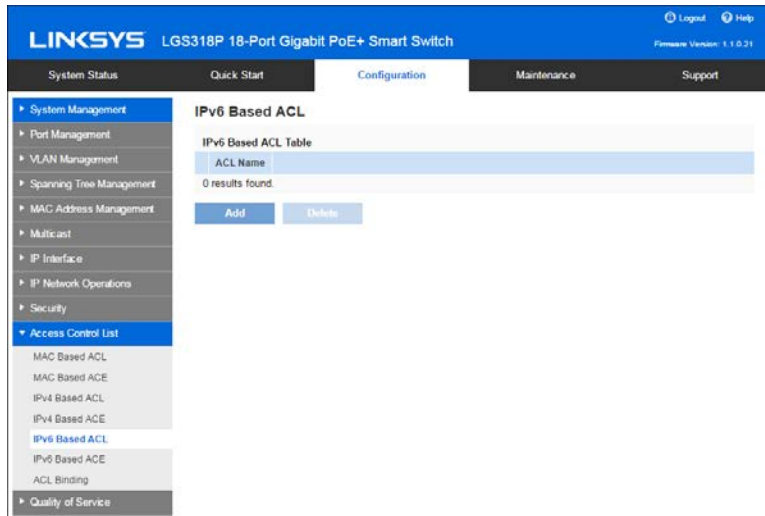 Logout Help
LINKSYS LGS318P 18-Port Gigabit PoE+ Smart Switch
Firmware Version: 1.1.0.21
System Status Quick Start Configuration Maintenance Support
System Management
Port Management
VLAN Management
Spanning Tree Management
MAC Address Management
Multicast
IP Interface
IP Network Operations
Security
Access Control List
MAC Based ACL
MAC Based ACE
IPv4 Based ACL
IPv4 Based ACE
IPv6 Based ACL
IPv6 Based ACE
ACL Binding
Quality of Service
IPv6 Based ACL
IPv6 Based ACL Table
ACL Name
0 results found.
Add Delete